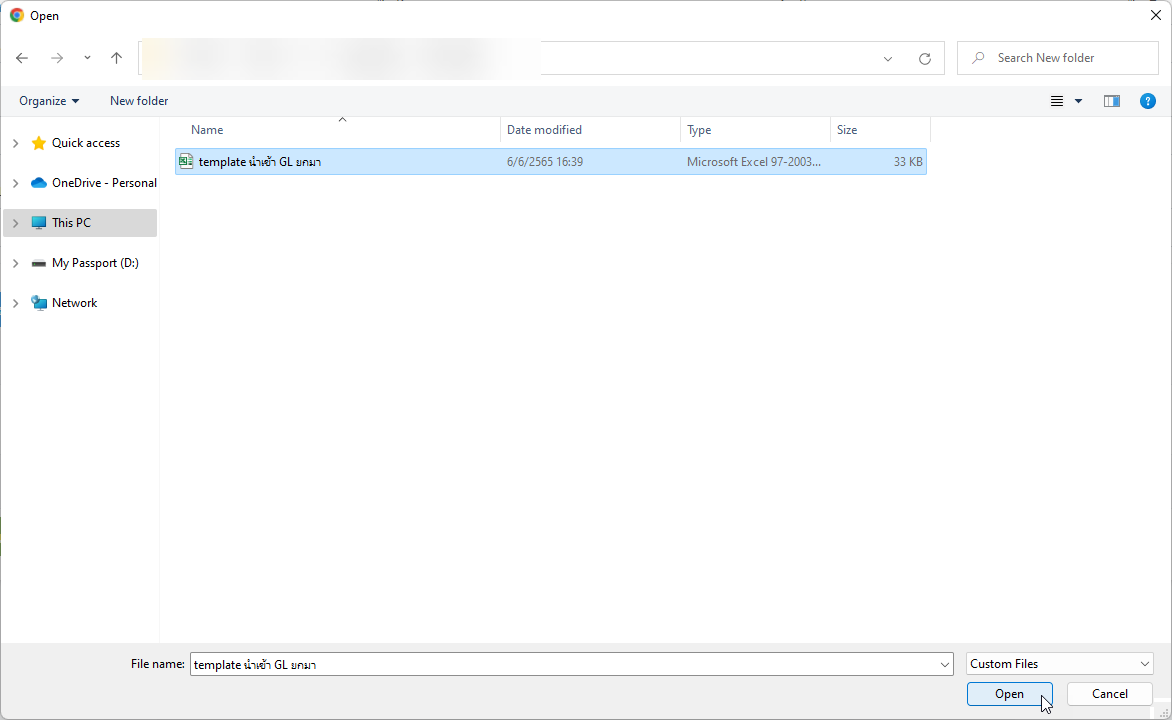 Open
Search New folder
Organize
New folder
?
Name
Date modified
Type
Size
Quick access
template นำเข้า GL ยกมา
6/6/2565 16:39
Microsoft Excel 97-2003...
33 KB
OneDrive - Personal
This PC
My Passport (D:)
Network
File name:
template นำเข้า GL ยกมา
Custom Files
Open
Cancel